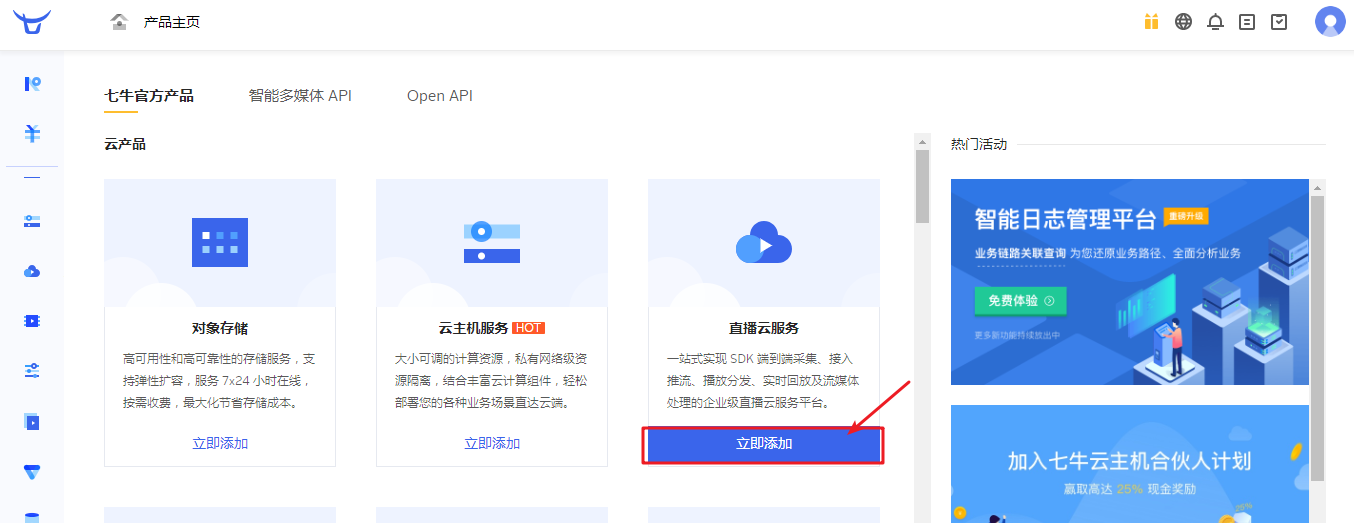 产品主页
七牛官方产品
智能多媒体 API
Open API
云产品
对象存储
高可用性和高可靠性的存储服务，支
持弹性扩容，服务 7x24 小时在线，
按需收费，最大化节省存储成本。
立即添加
云主机服务 HOT
大小可调的计算资源，私有网络级资
源隔离，结合丰富云计算组件，轻松
部署您的各种业务场景直达云端。
立即添加
直播云服务
一站式实现 SDK 端到端采集、接入
推流、播放分发、实时回放及流媒体
处理的企业级直播云服务平台。
立即添加
热门活动
智能日志管理平台 重磅升级
业务链路关联查询 为您还原业务路径、全面分析业务
免费体验
更多新功能持续放出中
加入七牛云主机合伙人计划
赢取高达 25% 现金奖励
20%